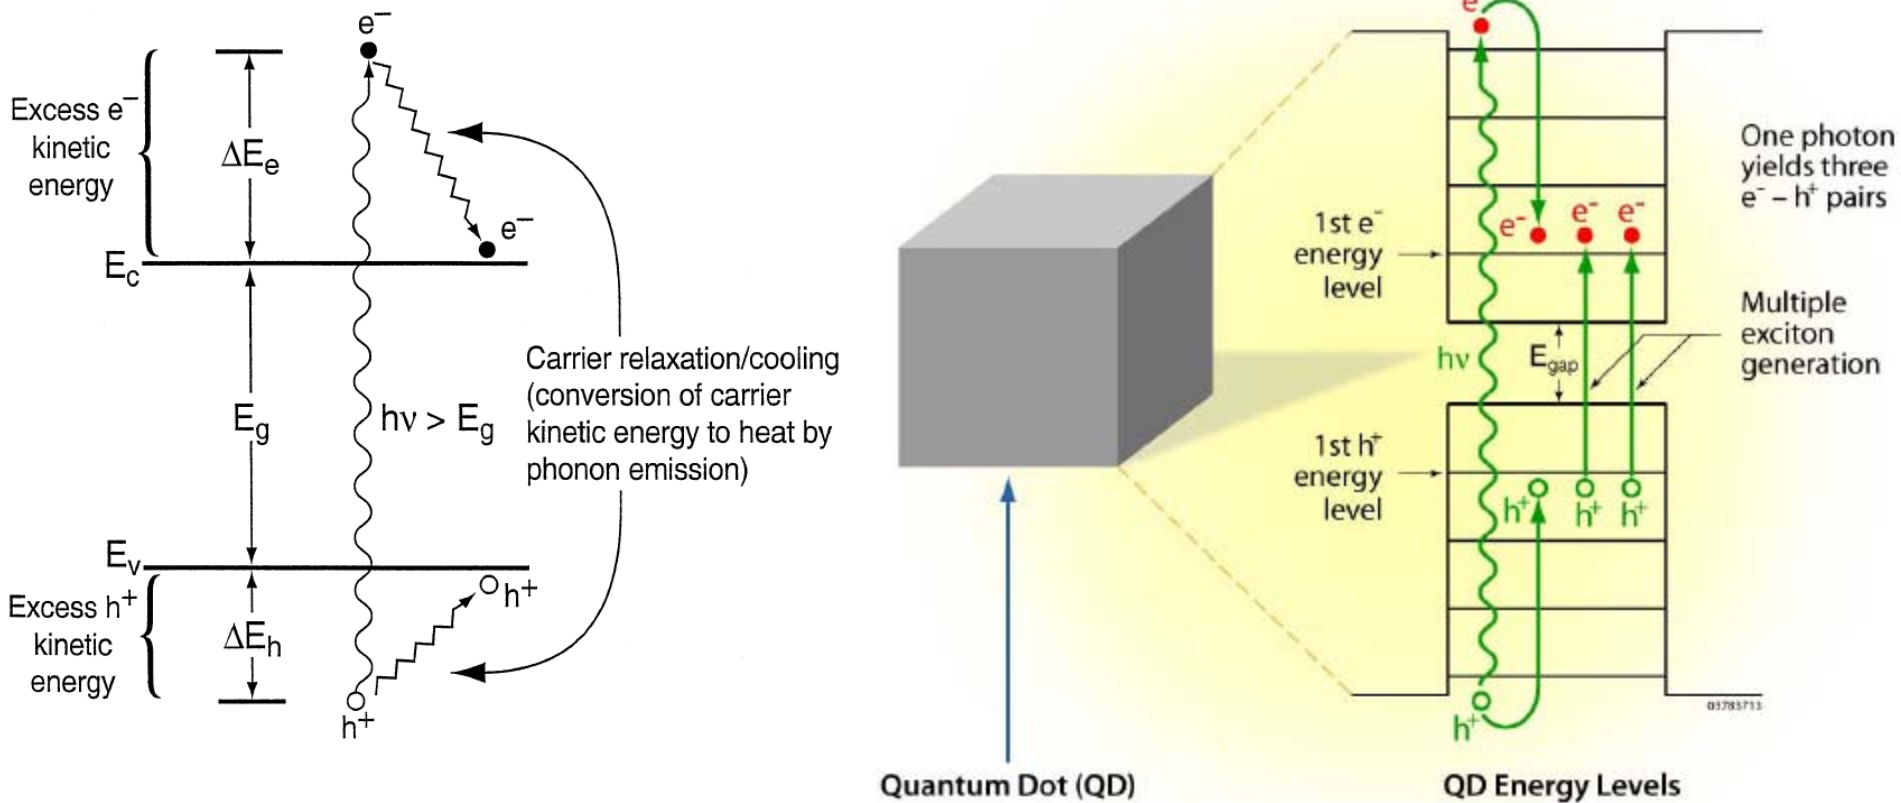 e⁻
Excess e⁻
kinetic
energy
ΔEe
e⁻
Ec
Eg
hν > Eg
Carrier relaxation/cooling
(conversion of carrier
kinetic energy to heat by
phonon emission)
Ev
Excess h⁺
kinetic
energy
ΔEh
h⁺
h⁺
e
One photon
yields three
e⁻ – h⁺ pairs
1st e⁻
energy
level
e⁻ e⁻ e⁻
Multiple
exciton
generation
hν
Egap
1st h⁺
energy
level
h⁺ h⁺ h⁺
h⁺
03783713
Quantum Dot (QD)
QD Energy Levels